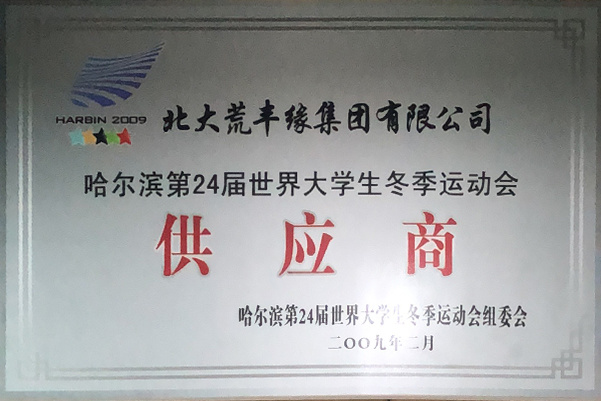 HARBIN 2009
北大荒丰缘集团有限公司
哈尔滨第24届世界大学生冬季运动会
供应商
哈尔滨第24届世界大学生冬季运动会组委会
二〇〇九年二月